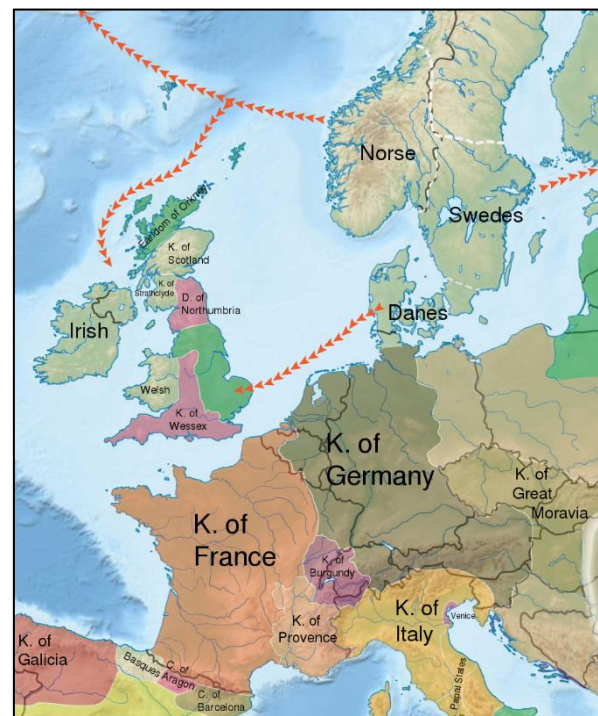 Norse
Swedes
Earldom of Orkney
K. of
Scotland
K. of
Strathclyde
D. of
Northumbria
Danes
Irish
Welsh
K. of
Wessex
K. of
Germany
K. of
Great
Moravia
K. of
France
K. of
Burgundy
K. of
Provence
K. of
Italy
Venice
Papal States
K. of
Galicia
Basques
C. of
Aragon
C. of
Barcelona